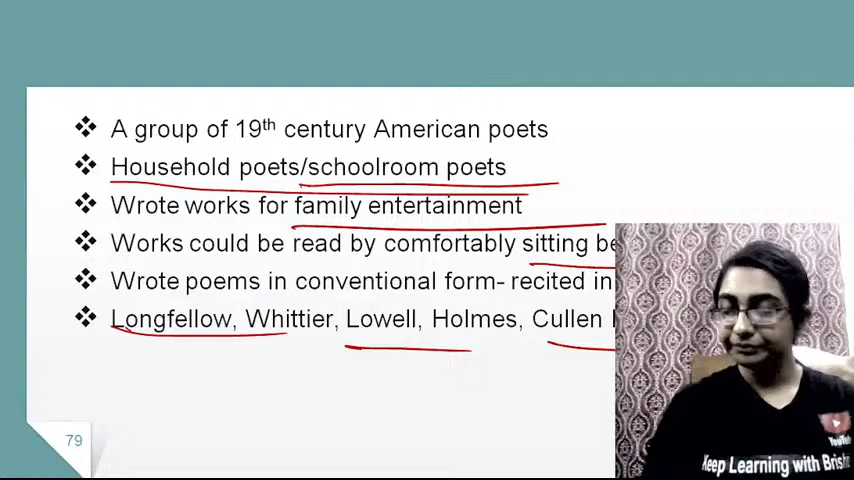 ❖ A group of 19th century American poets
❖ Household poets/schoolroom poets
❖ Wrote works for family entertainment
❖ Works could be read by comfortably sitting
❖ Wrote poems in conventional form- recited in
❖ Longfellow, Whittier, Lowell, Holmes, Cullen
79
YouTube
Keep Learning with